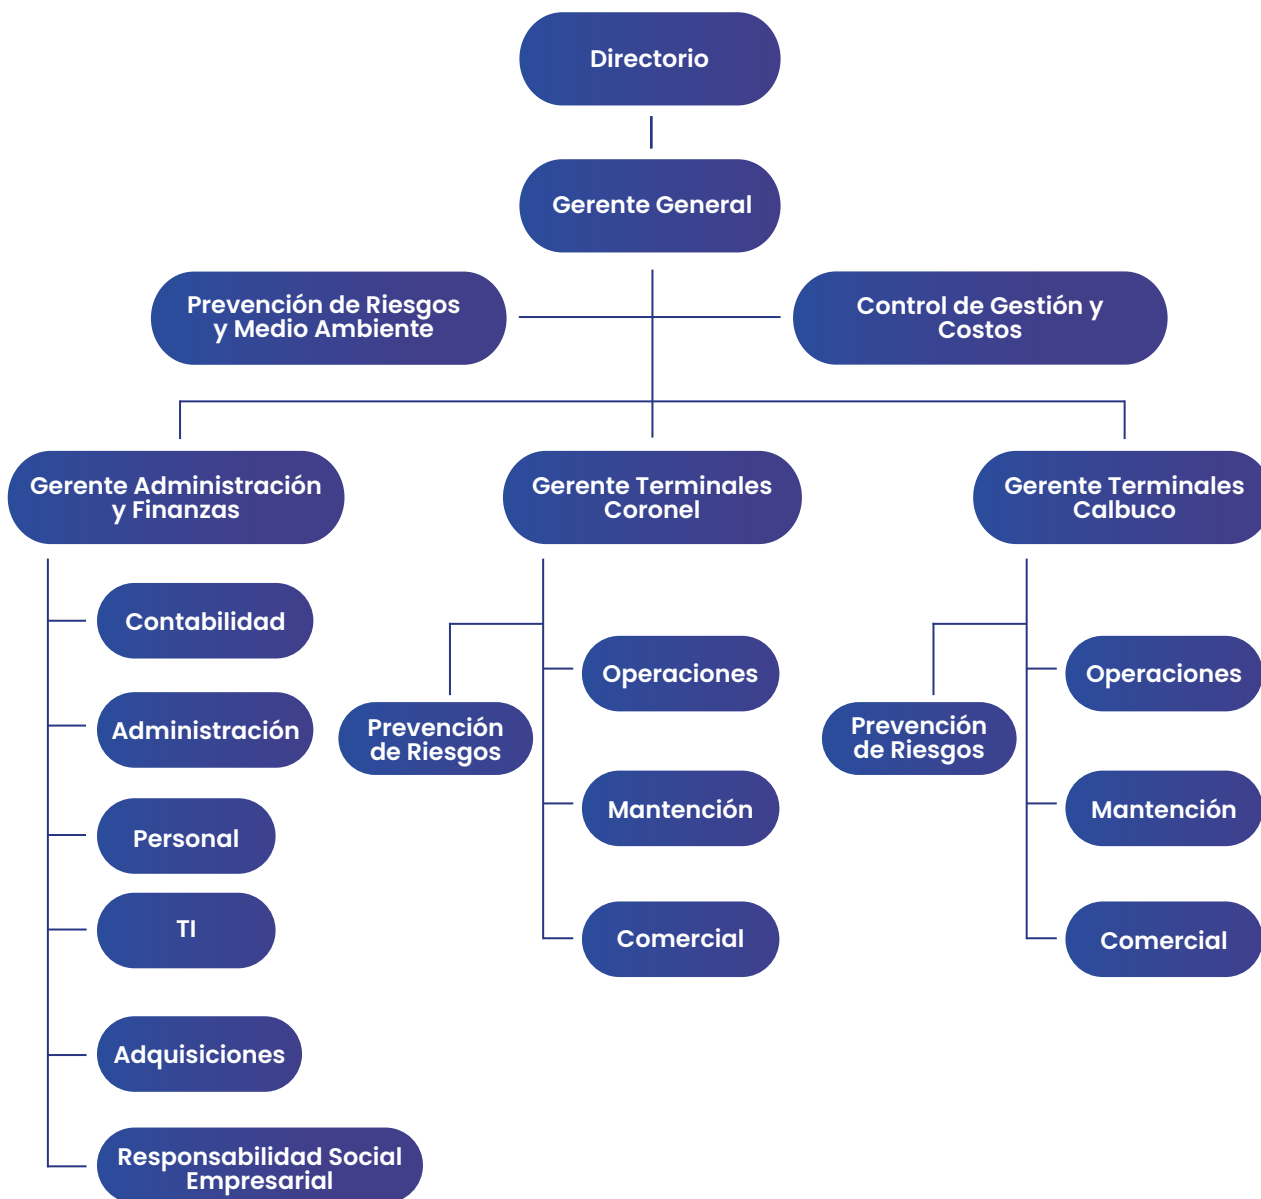 Directorio
Gerente General
Prevención de Riesgos
y Medio Ambiente
Control de Gestión y
Costos
Gerente Administración
y Finanzas
Gerente Terminales
Coronel
Gerente Terminales
Calbuco
Contabilidad
Administración
Personal
TI
Adquisiciones
Responsabilidad Social
Empresarial
Prevención
de Riesgos
Operaciones
Mantención
Comercial
Prevención
de Riesgos
Operaciones
Mantención
Comercial